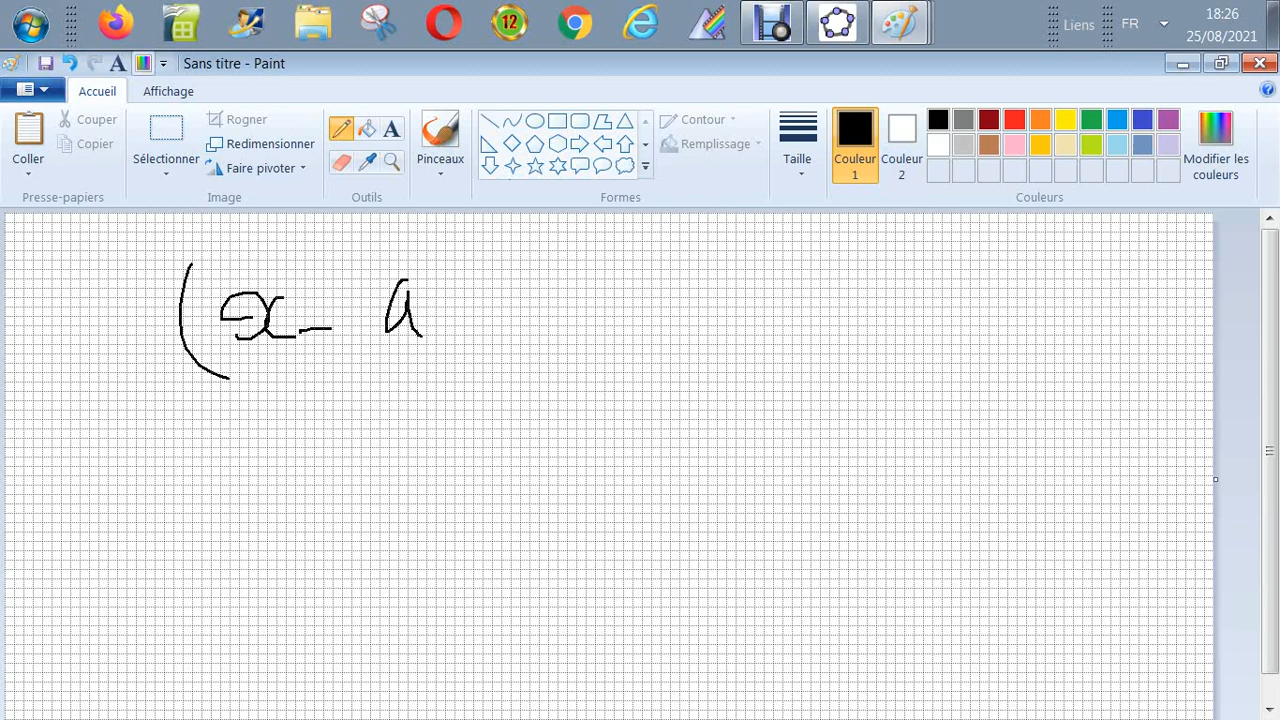 12
Liens
FR
18:26
25/08/2021
Sans titre - Paint
Accueil
Affichage
Coller
Couper
Copier
Presse-papiers
Sélectionner
Rogner
Redimensionner
Faire pivoter
Image
Outils
Pinceaux
Formes
Contour
Remplissage
Taille
Couleur 1
Couleur 2
Modifier les couleurs
Couleurs
(x - a